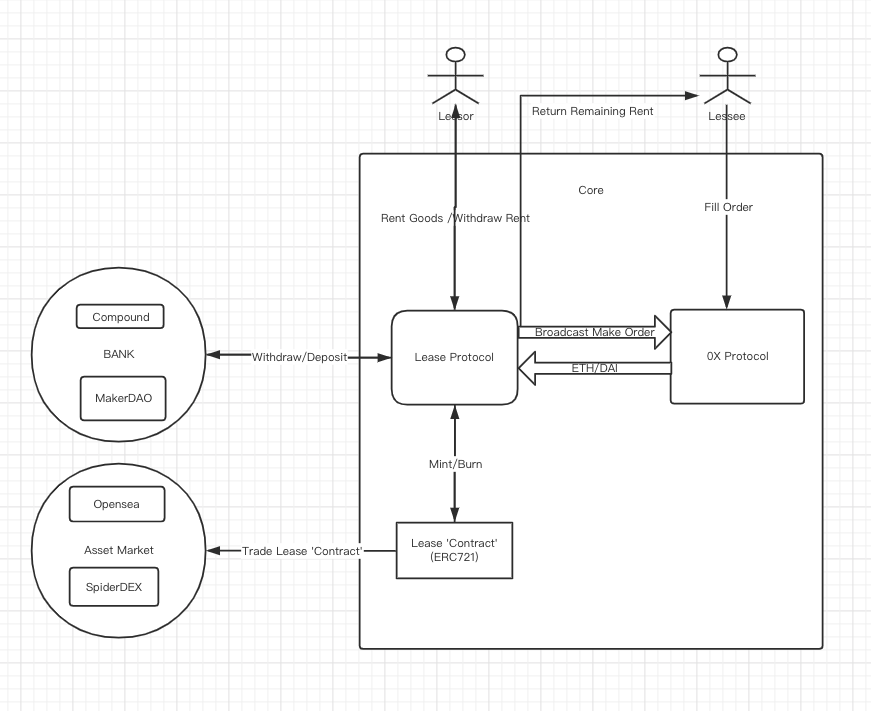 Lessor
Return Remaining Rent
Lessee
Core
Rent Goods /Withdraw Rent
Fill Order
Compound
BANK
MakerDAO
Withdraw/Deposit
Lease Protocol
Broadcast Make Order
ETH/DAI
0X Protocol
Mint/Burn
Opensea
Asset Market
SpiderDEX
Trade Lease 'Contract'
Lease 'Contract'
(ERC721)